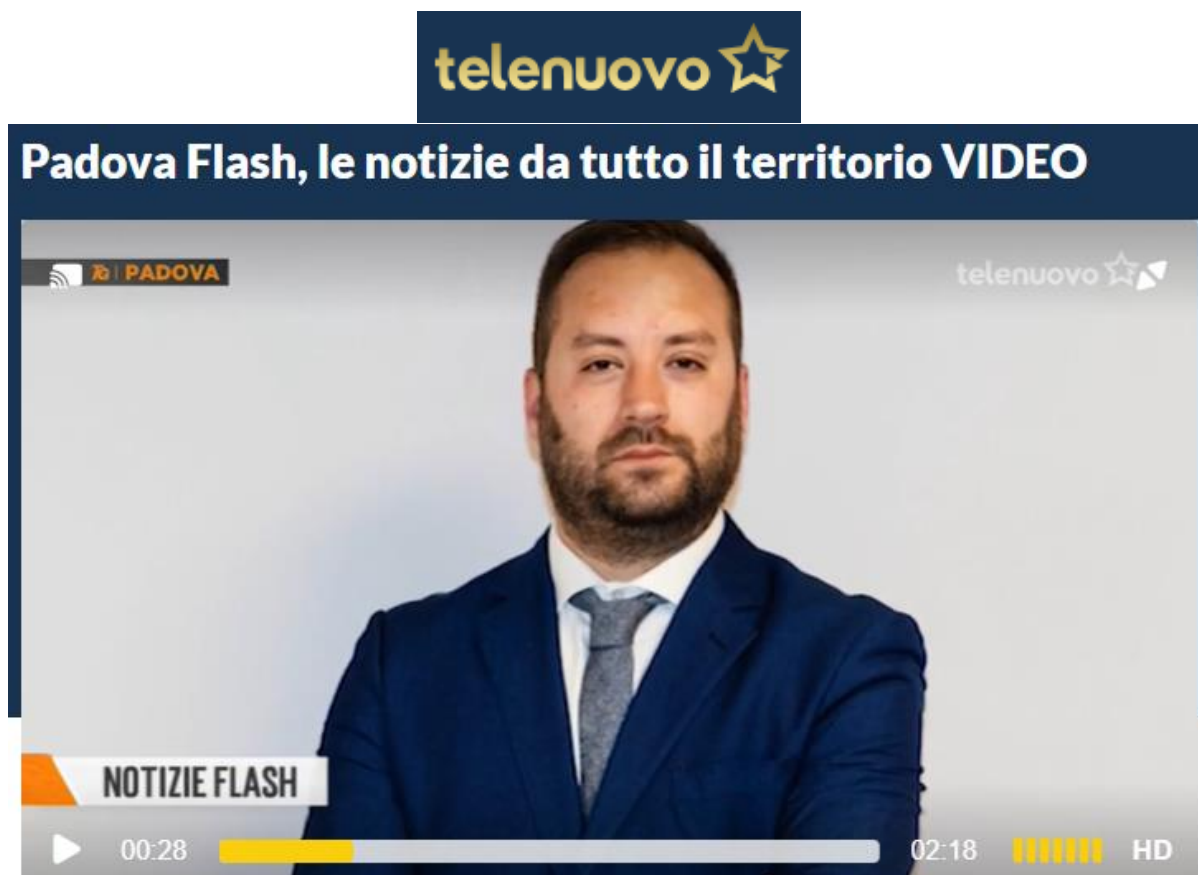 telenuovo
Padova Flash, le notizie da tutto il territorio VIDEO
TG PADOVA
telenuovo
NOTIZIE FLASH
00:28
02:18
HD